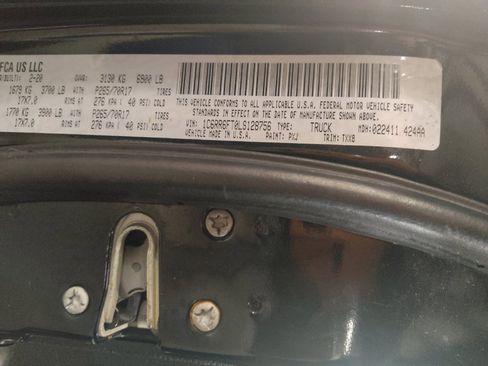 FCA US LLC
BUILT: 2-20 GVWR: 3130 KG 6900 LB
1679 KG 3700 LB WITH P265/70R17 TIRES
17X7.0 RIMS AT 276 KPA ( 40 PSI) COLD
1770 KG 3900 LB WITH P265/70R17 TIRES
17X7.0 RIMS AT 276 KPA ( 40 PSI) COLD
THIS VEHICLE CONFORMS TO ALL APPLICABLE U.S.A. FEDERAL MOTOR VEHICLE SAFETY
STANDARDS IN EFFECT ON THE DATE OF MANUFACTURE SHOWN ABOVE.
VIN: 1C6RR6FT0LS128756 TYPE: TRUCK MDH: 022411 424AA
MADE IN U.S.A. PAINT: PXJ TRIM: TXX8